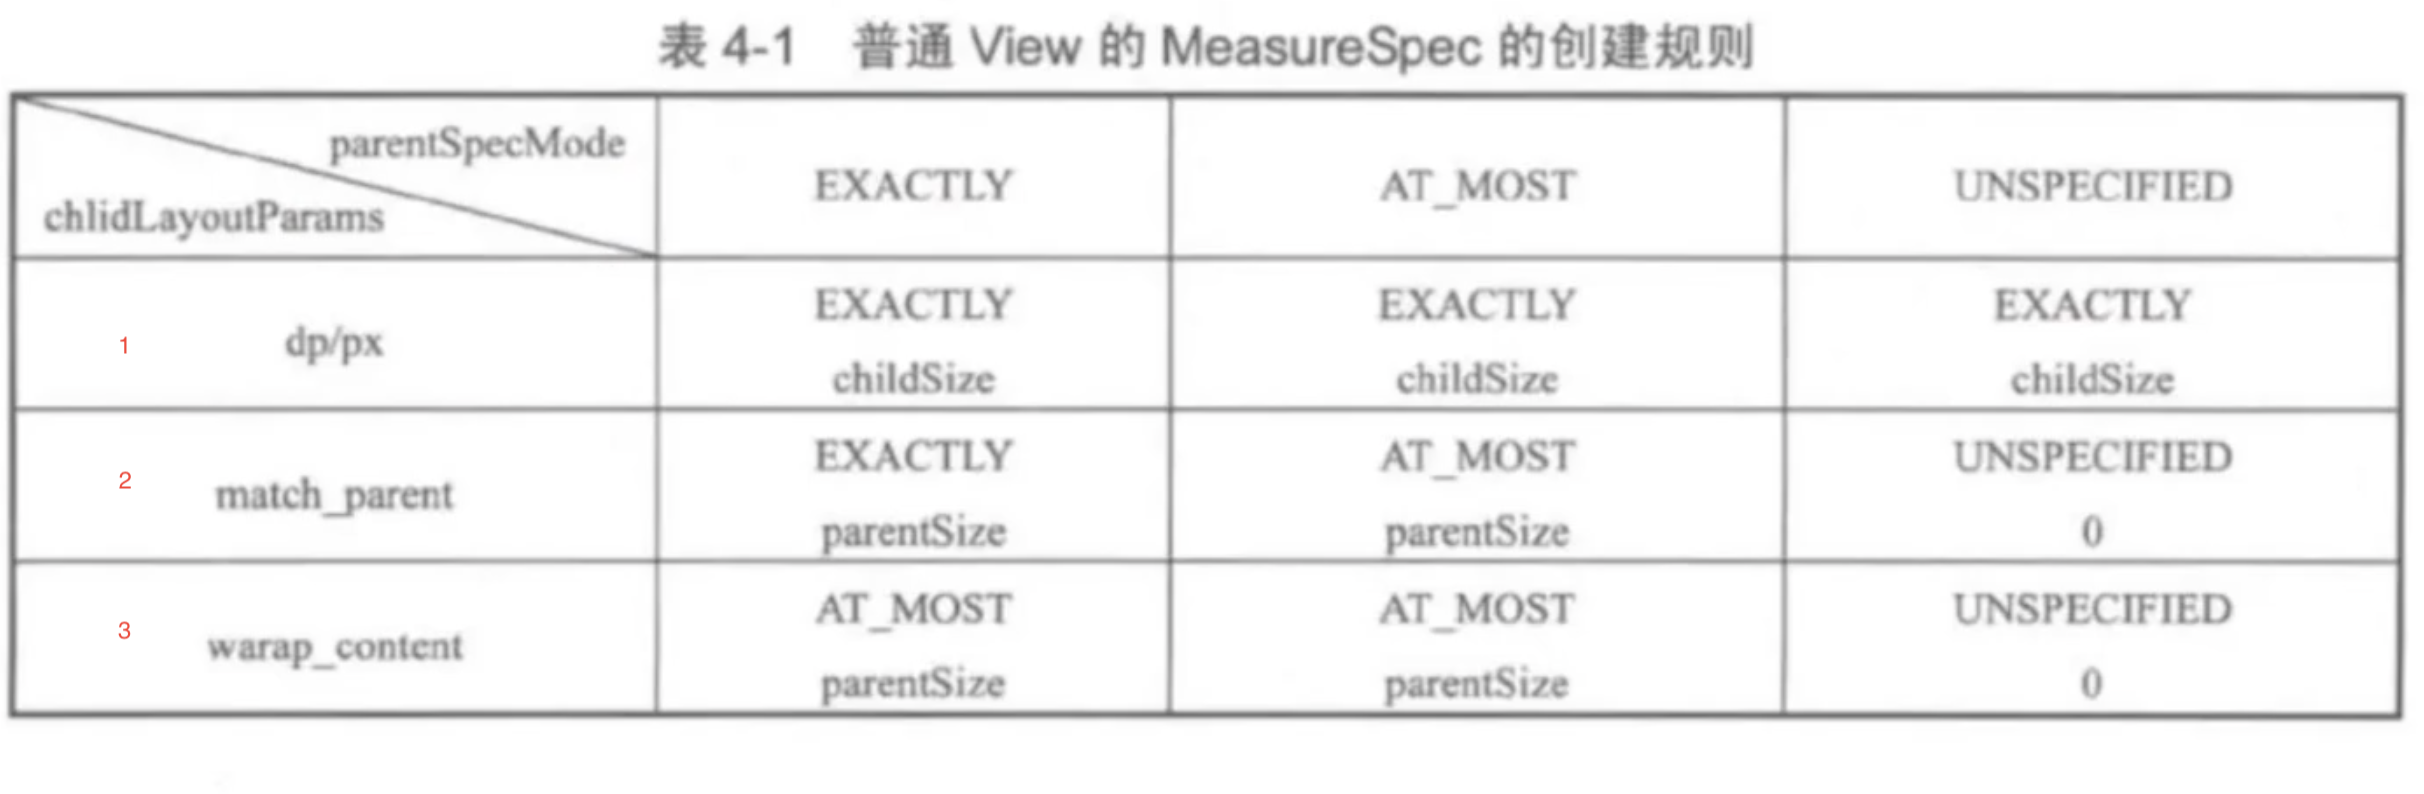 表 4-1 普通 View 的 MeasureSpec 的创建规则
parentSpecMode
chlidLayoutParams
EXACTLY
AT_MOST
UNSPECIFIED
1
dp/px
EXACTLY
childSize
EXACTLY
childSize
EXACTLY
childSize
2
match_parent
EXACTLY
parentSize
AT_MOST
parentSize
UNSPECIFIED
0
3
warap_content
AT_MOST
parentSize
AT_MOST
parentSize
UNSPECIFIED
0